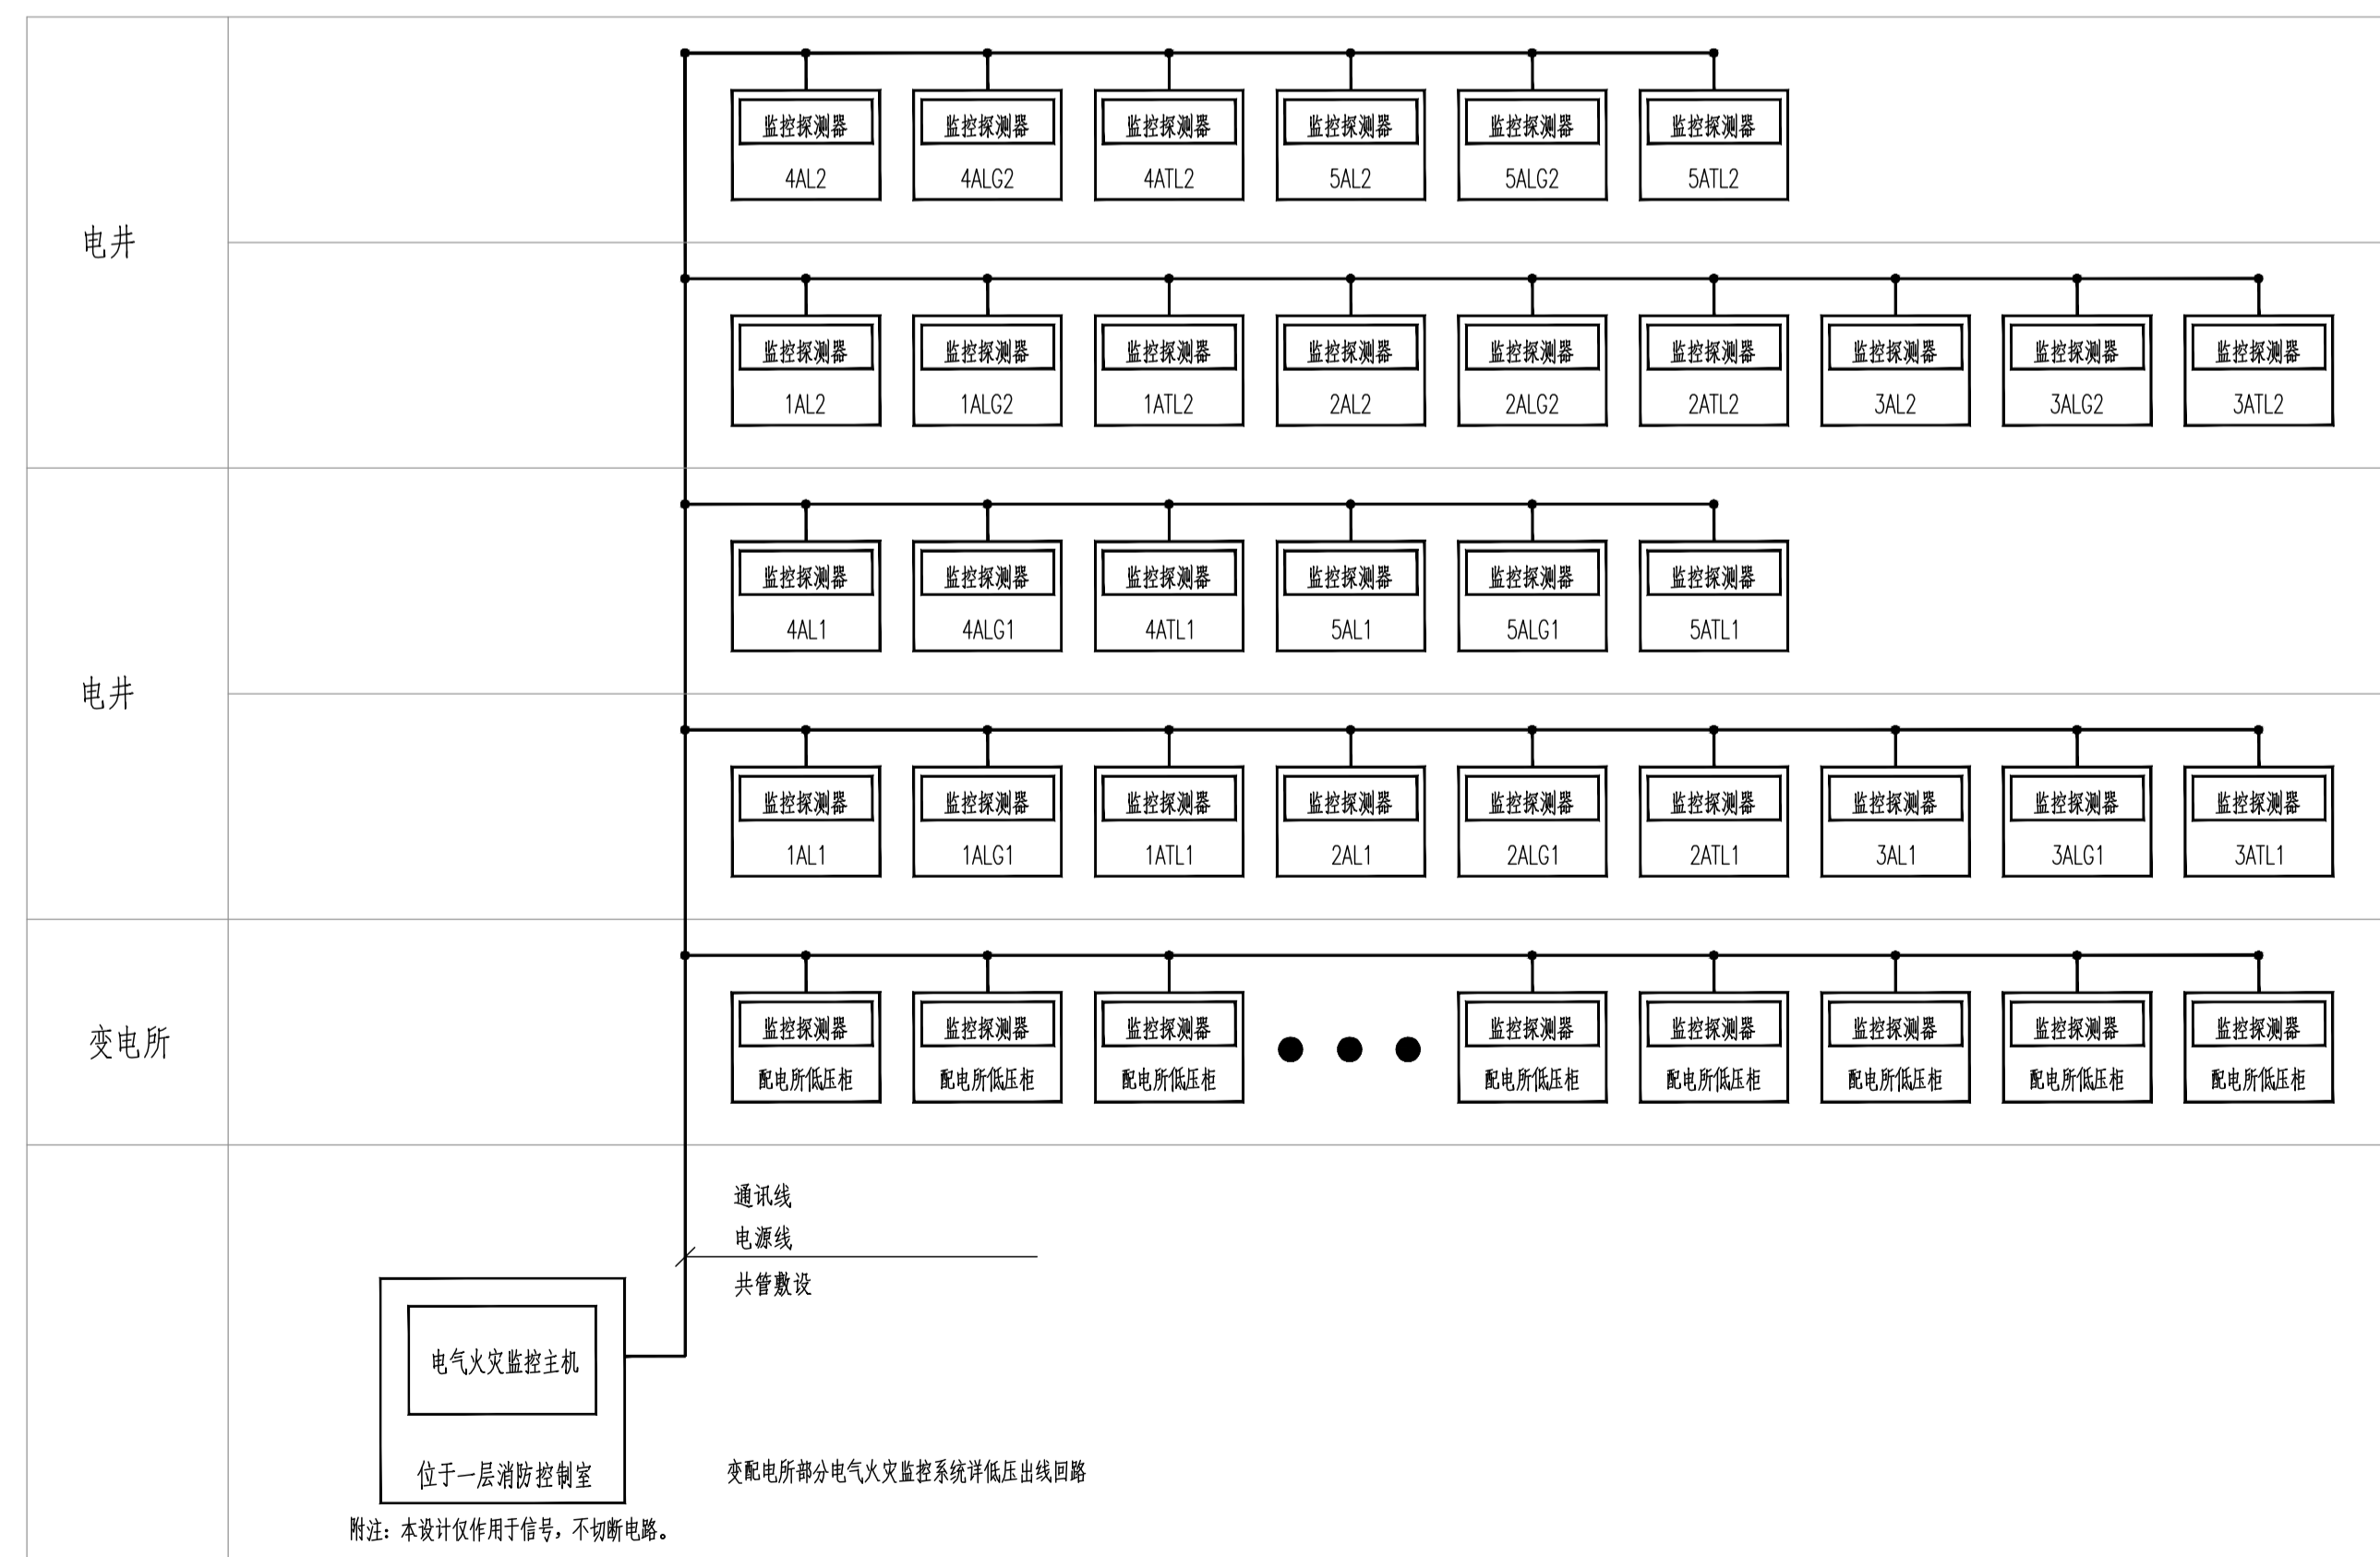 监控探测器 监控探测器 监控探测器 监控探测器 监控探测器 监控探测器
4AL2 4ALG2 4ATL2 5AL2 5ALG2 5ATL2
电井
监控探测器 监控探测器 监控探测器 监控探测器 监控探测器 监控探测器 监控探测器 监控探测器 监控探测器
1AL2 1ALG2 1ATL2 2AL2 2ALG2 2ATL2 3AL2 3ALG2 3ATL2
监控探测器 监控探测器 监控探测器 监控探测器 监控探测器 监控探测器
4AL1 4ALG1 4ATL1 5AL1 5ALG1 5ATL1
电井
监控探测器 监控探测器 监控探测器 监控探测器 监控探测器 监控探测器 监控探测器 监控探测器 监控探测器
1AL1 1ALG1 1ATL1 2AL1 2ALG1 2ATL1 3AL1 3ALG1 3ATL1
变电所
监控探测器 监控探测器 监控探测器 监控探测器 监控探测器 监控探测器 监控探测器 监控探测器
配电所低压柜 配电所低压柜 配电所低压柜 配电所低压柜 配电所低压柜 配电所低压柜 配电所低压柜 配电所低压柜
通讯线
电源线
共管敷设
电气火灾监控主机
位于一层消防控制室
变配电所部分电气火灾监控系统详低压出线回路
附注：本设计仅作用于信号，不切断电路。